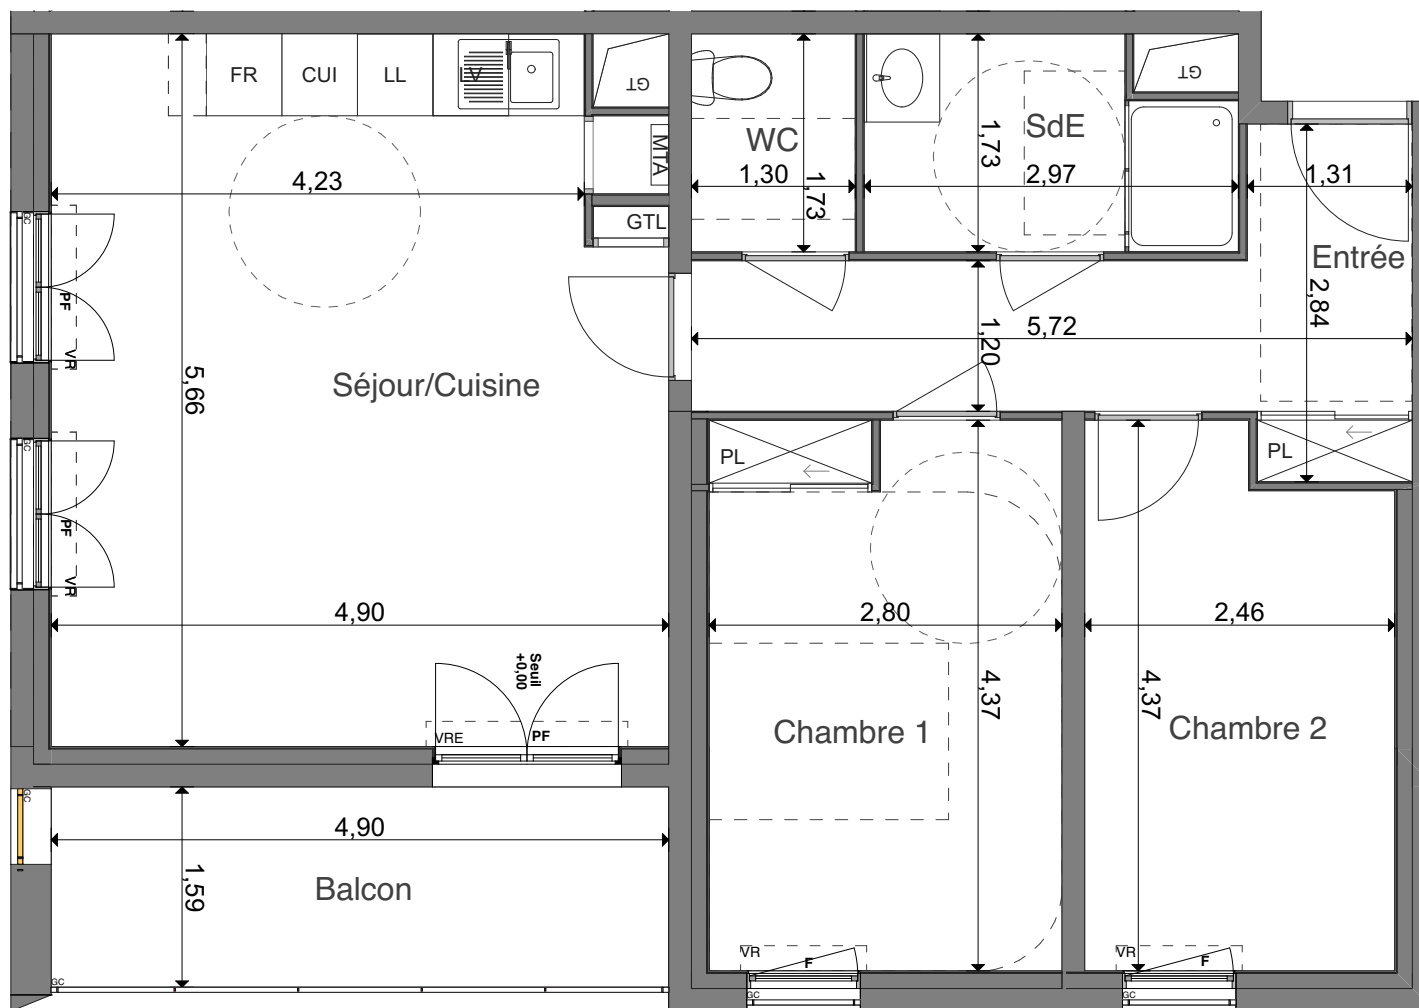 FR
CUI
LL
LV
GT
GT
MTA
GTL
WC
SdE
1,73
1,73
1,30
2,97
1,31
4,23
Entrée
2,84
GC
PF
VR
5,72
1,20
5,66
Séjour/Cuisine
GC
PF
VR
PL
PL
4,90
2,80
2,46
Seuil
+0,00
4,37
4,37
VRE
PF
Chambre 1
Chambre 2
GC
4,90
1,59
Balcon
VR
F
VR
F
GC
GC
GC